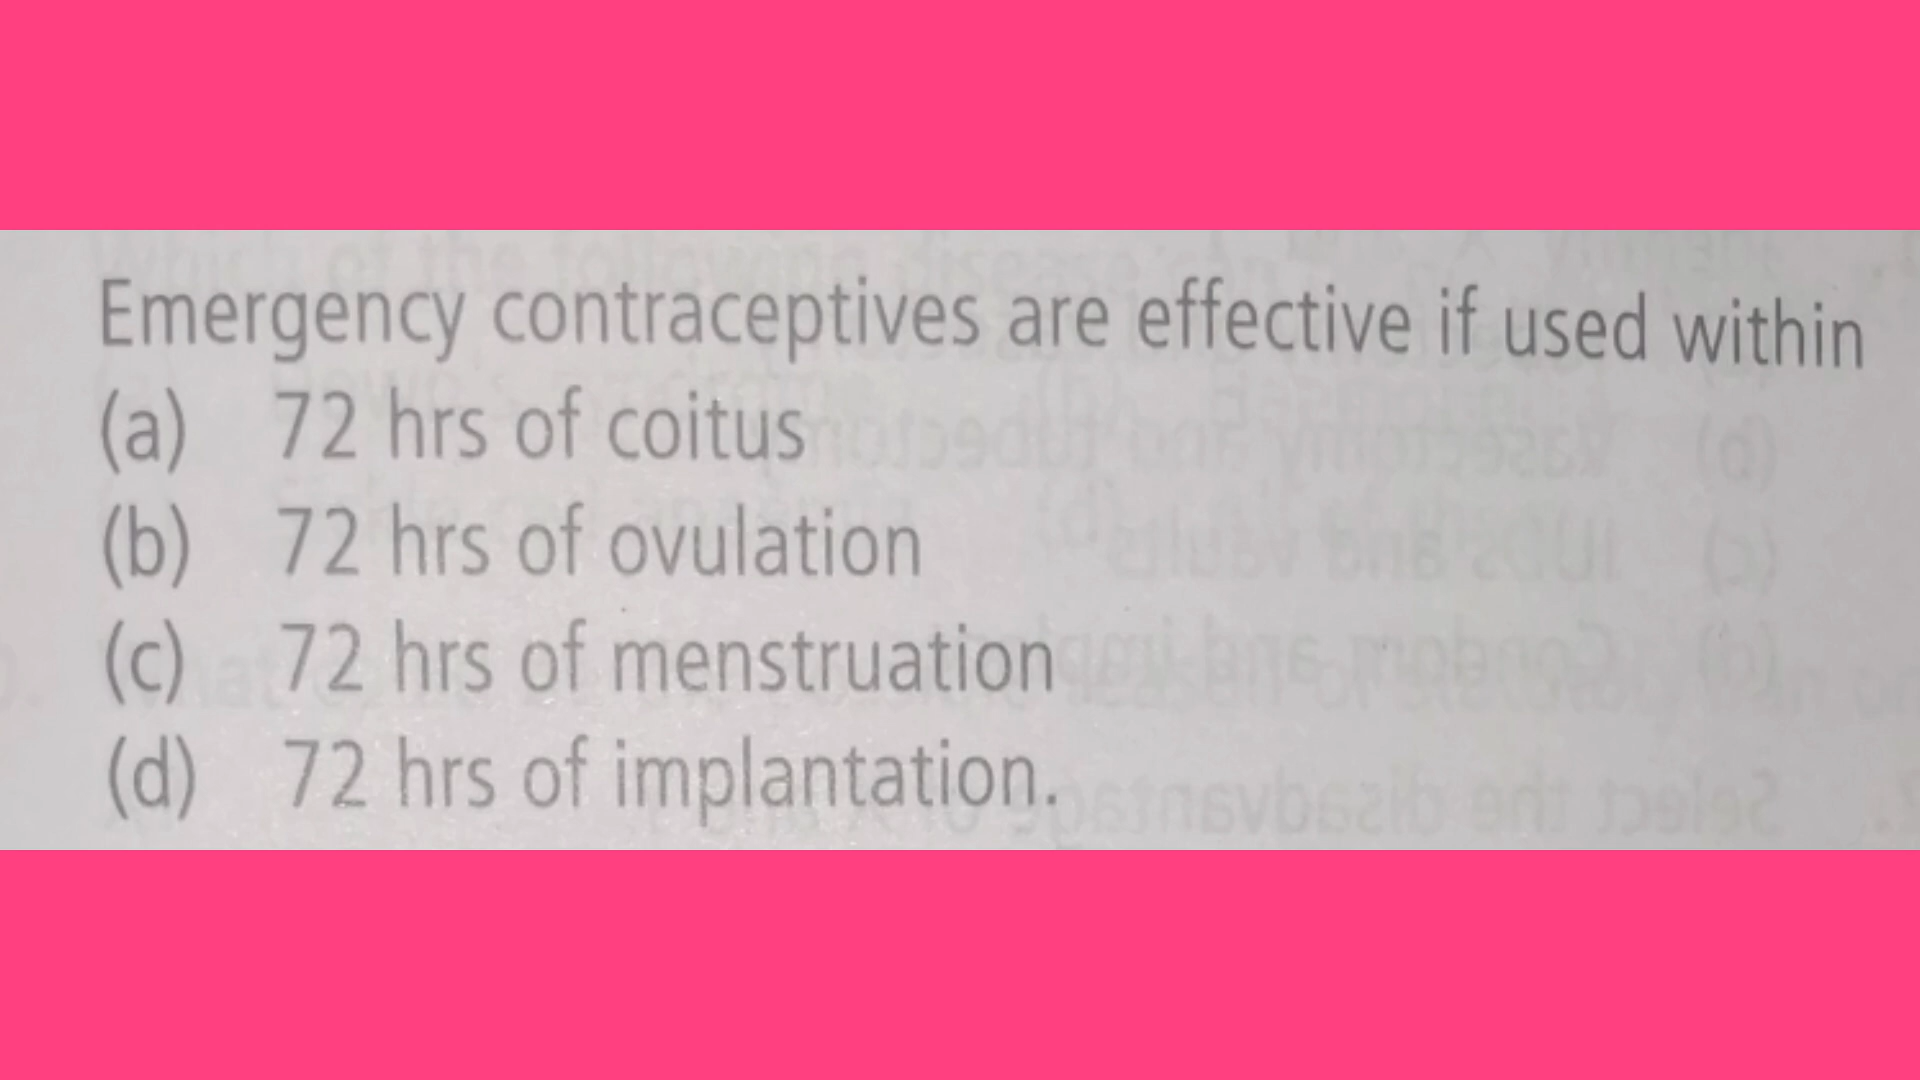 Emergency contraceptives are effective if used within
(a) 72 hrs of coitus
(b) 72 hrs of ovulation
(c) 72 hrs of menstruation
(d) 72 hrs of implantation.